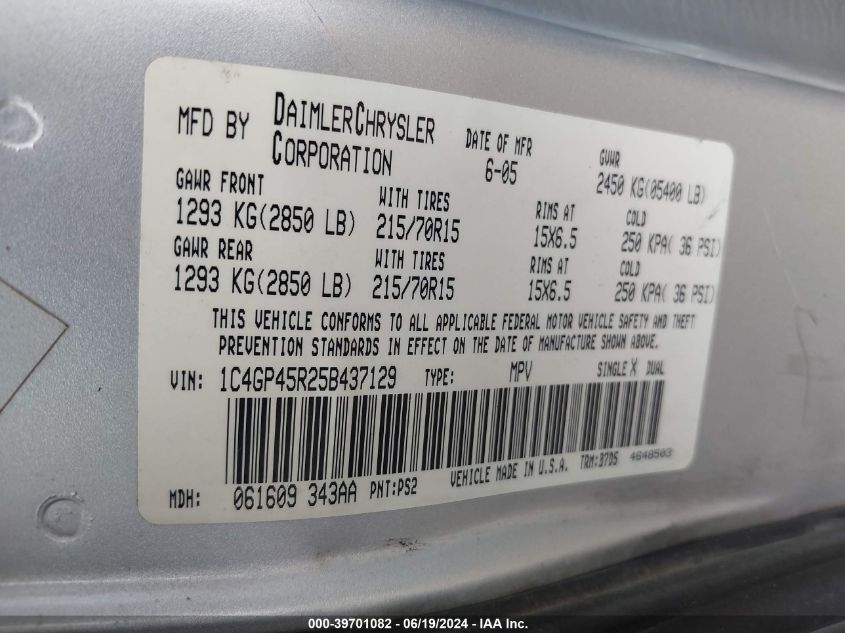 MFD BY DAIMLERCHRYSLER CORPORATION
DATE OF MFR 6-05
GVWR 2450 KG(05400 LB)
GAWR FRONT WITH TIRES RIMS AT COLD
1293 KG(2850 LB) 215/70R15 15X6.5 250 KPA( 36 PSI)
GAWR REAR WITH TIRES RIMS AT COLD
1293 KG(2850 LB) 215/70R15 15X6.5 250 KPA( 36 PSI)
THIS VEHICLE CONFORMS TO ALL APPLICABLE FEDERAL MOTOR VEHICLE SAFETY AND THEFT
PREVENTION STANDARDS IN EFFECT ON THE DATE OF MANUFACTURE SHOWN ABOVE.
VIN: 1C4GP45R25B437129 TYPE: MPV SINGLE X DUAL
MDH: 061609 343AA PNT:PS2 VEHICLE MADE IN U.S.A. TRM:B7D5 4648503
000-39701082 - 06/19/2024 - IAA Inc.